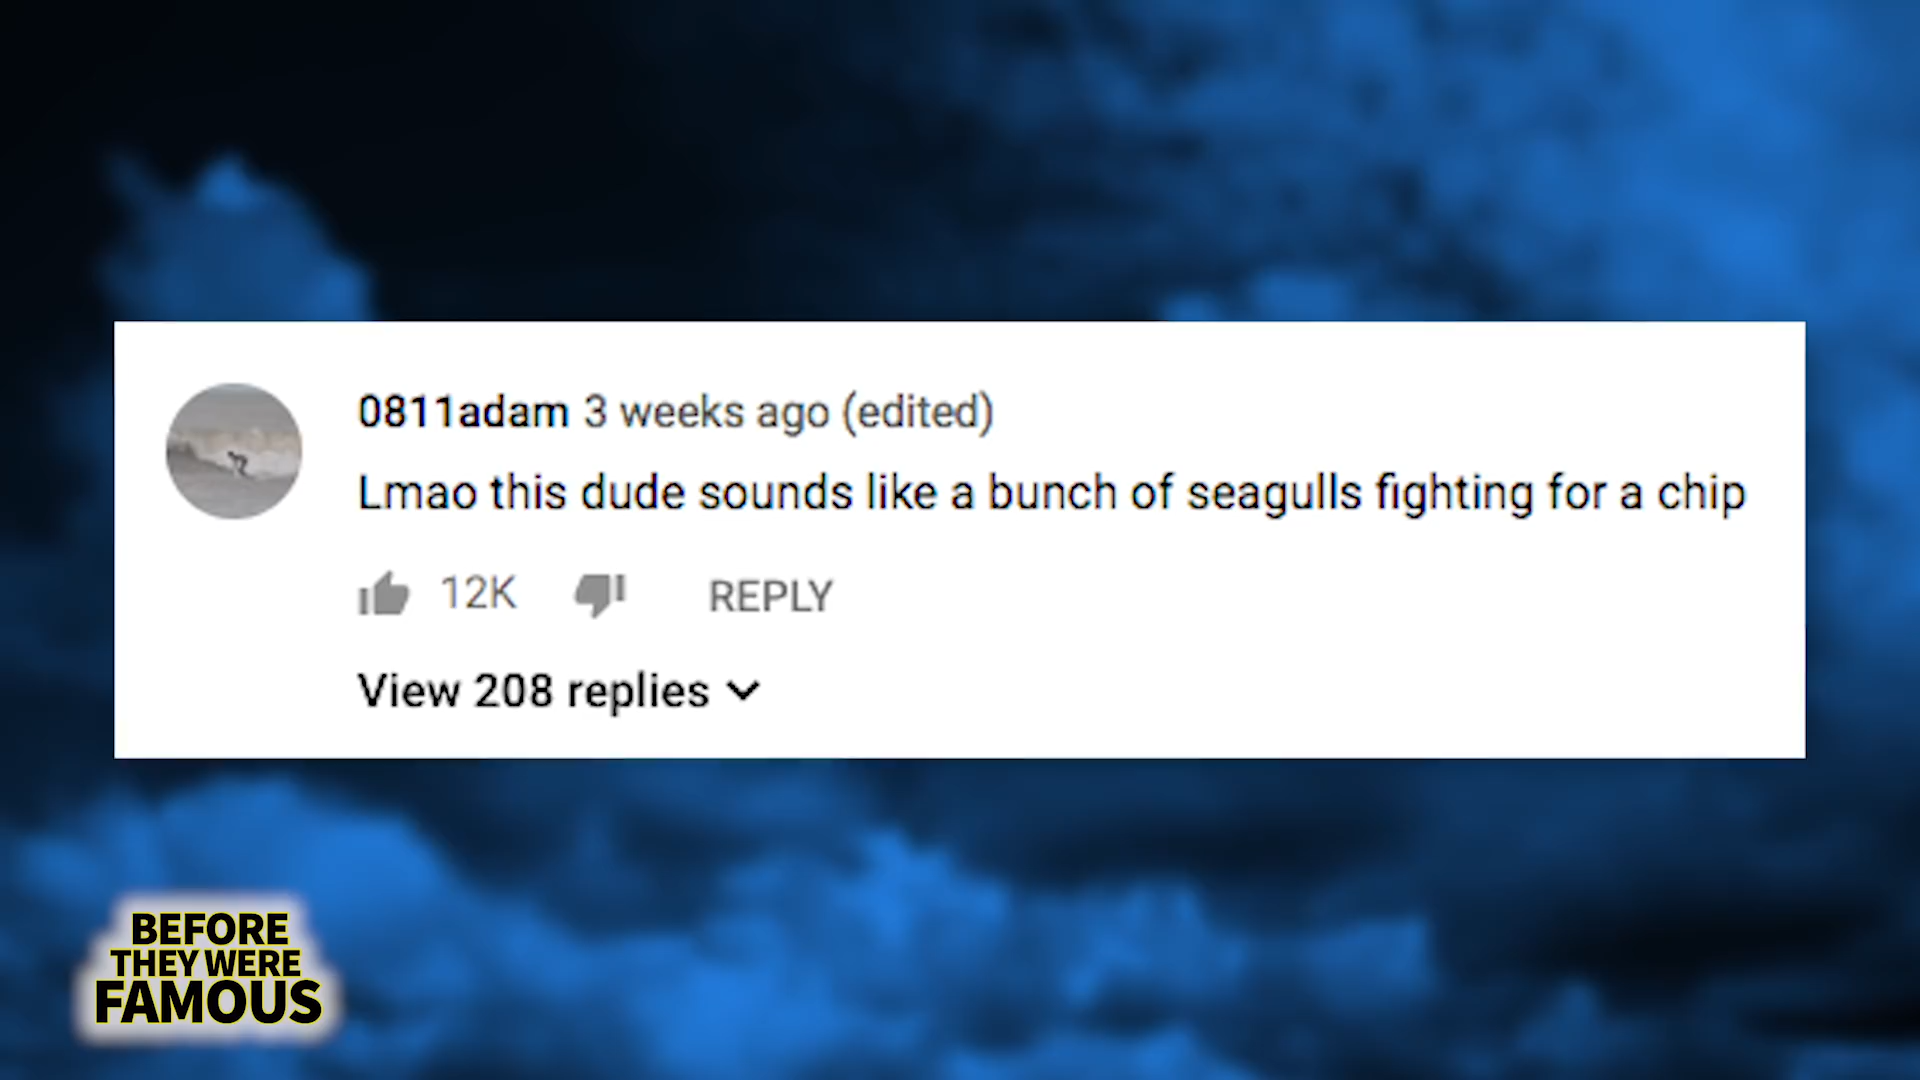 0811adam 3 weeks ago (edited)
Lmao this dude sounds like a bunch of seagulls fighting for a chip
12K REPLY
View 208 replies
BEFORE
THEY WERE
FAMOUS